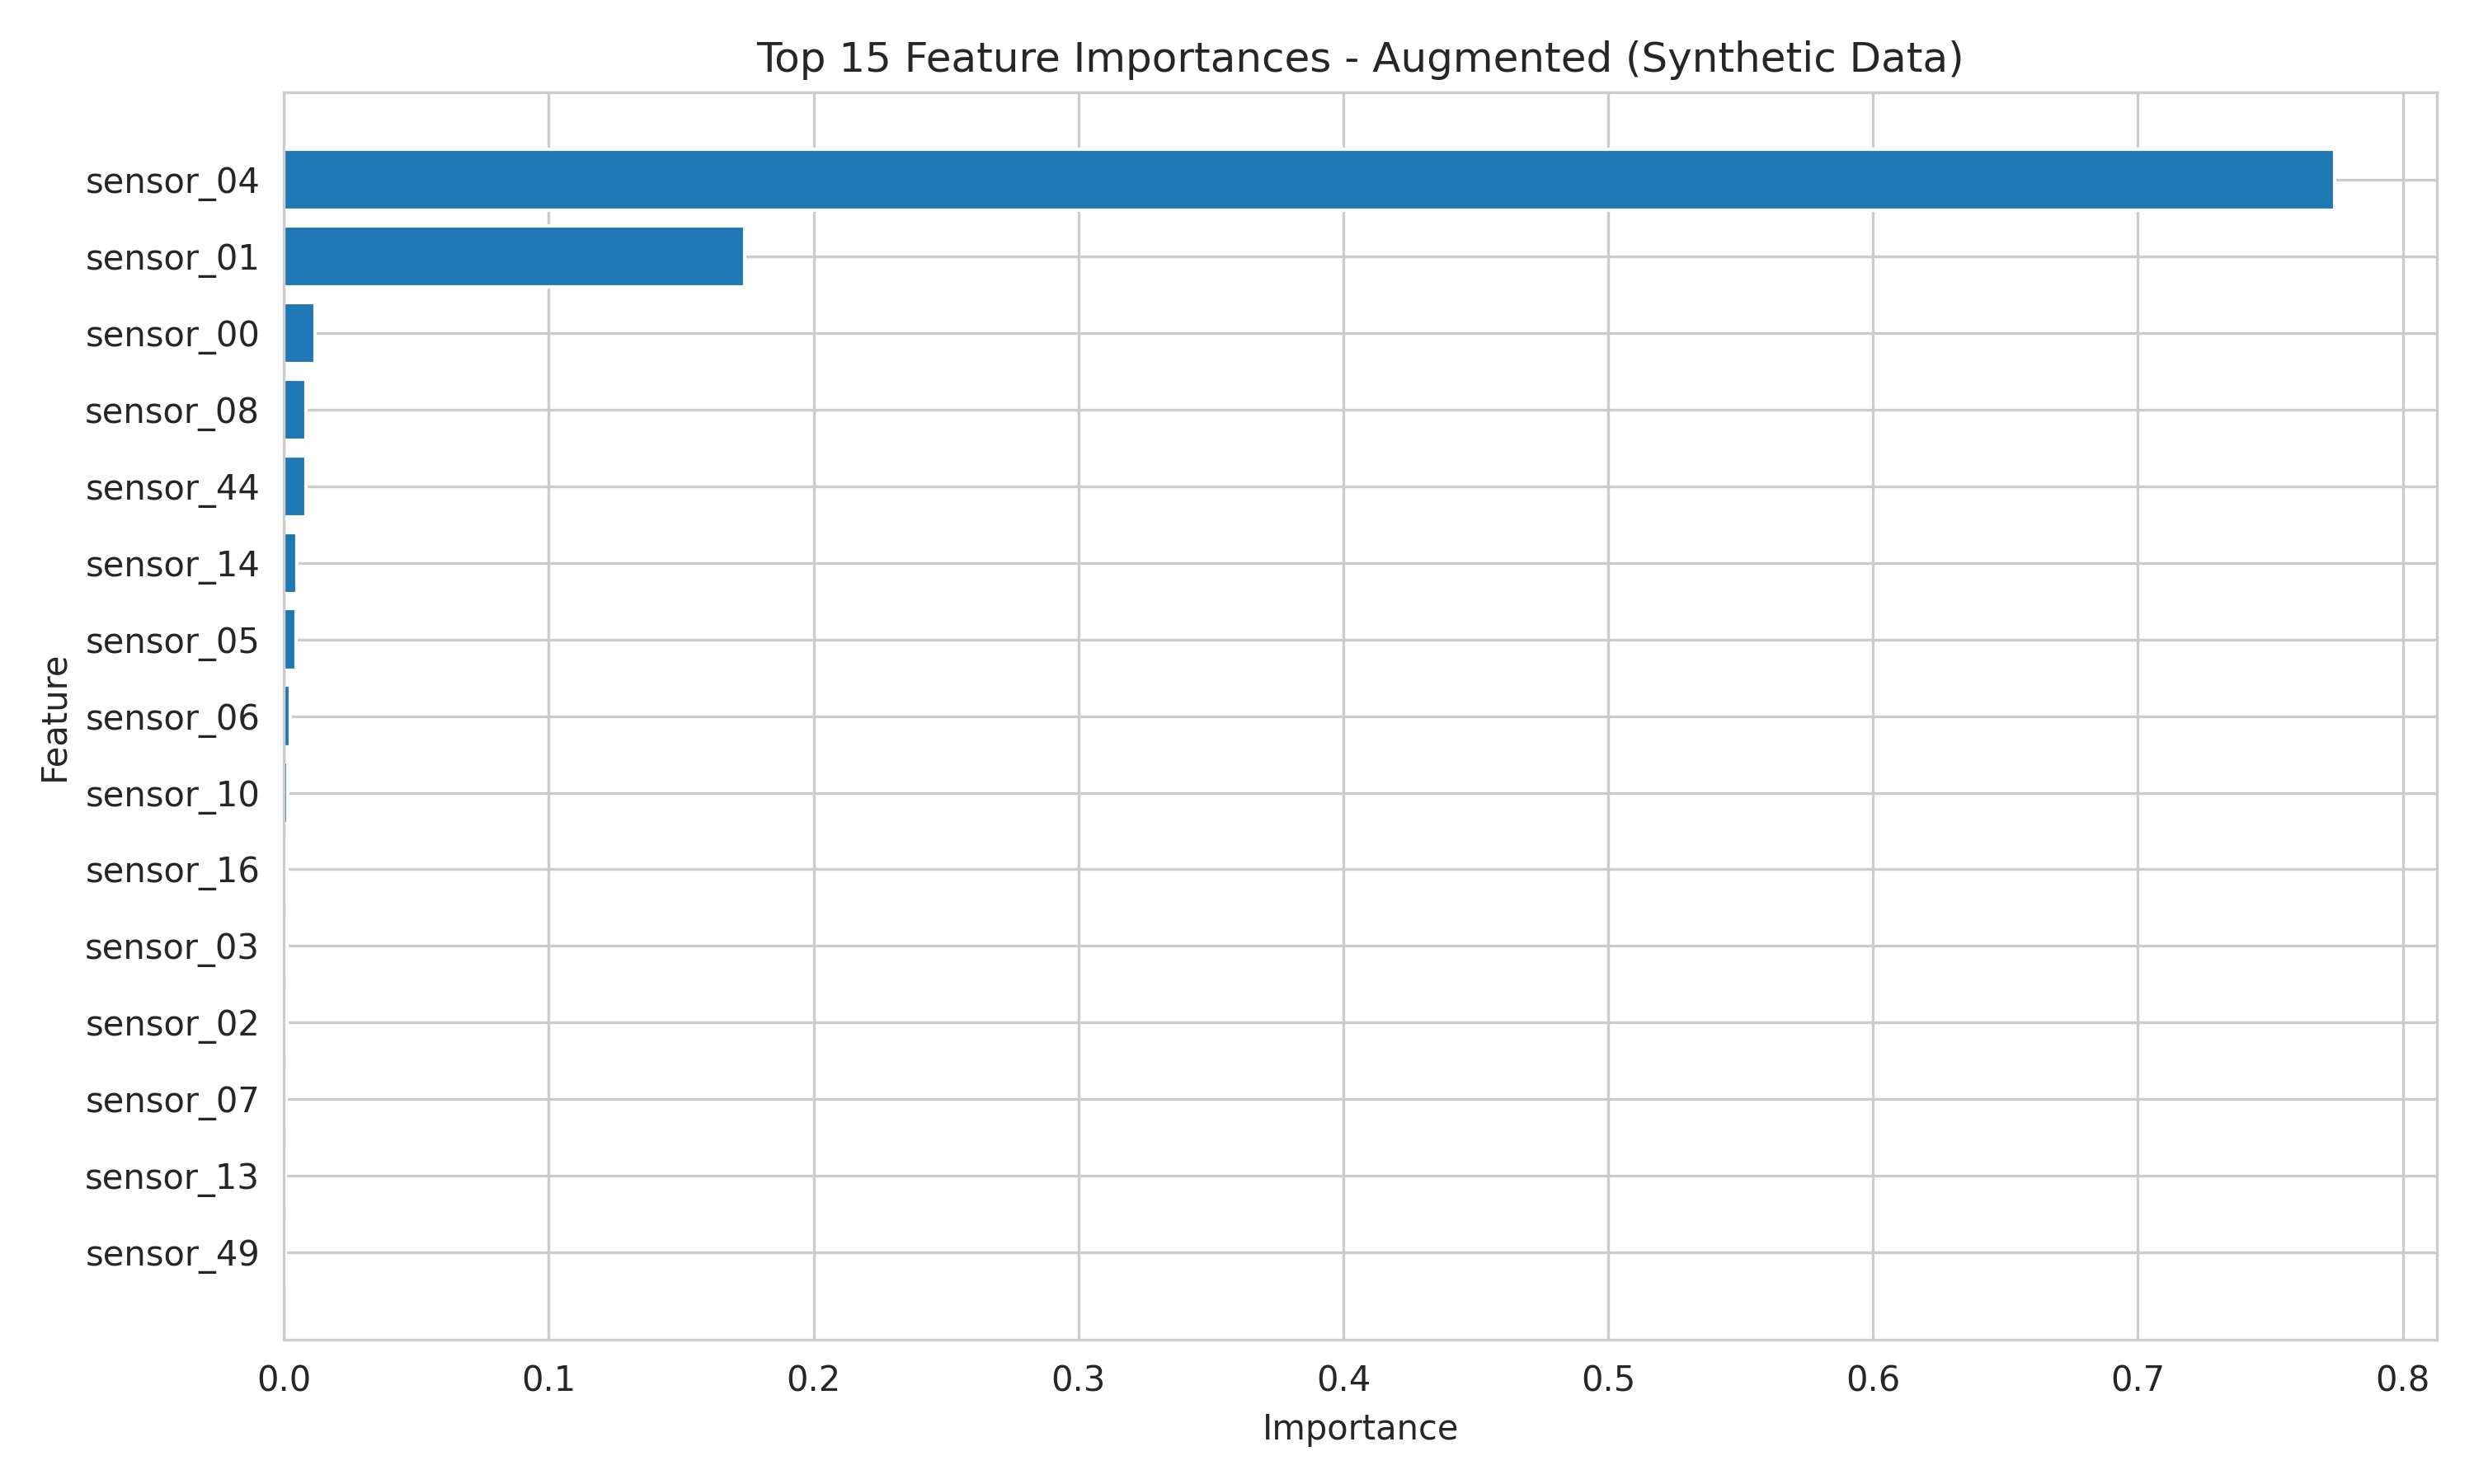 Top 15 Feature Importances - Augmented (Synthetic Data)
sensor_04
sensor_01
sensor_00
sensor_08
sensor_44
sensor_14
sensor_05
sensor_06
sensor_10
sensor_16
sensor_03
sensor_02
sensor_07
sensor_13
sensor_49
Feature
0.0 0.1 0.2 0.3 0.4 0.5 0.6 0.7 0.8
Importance